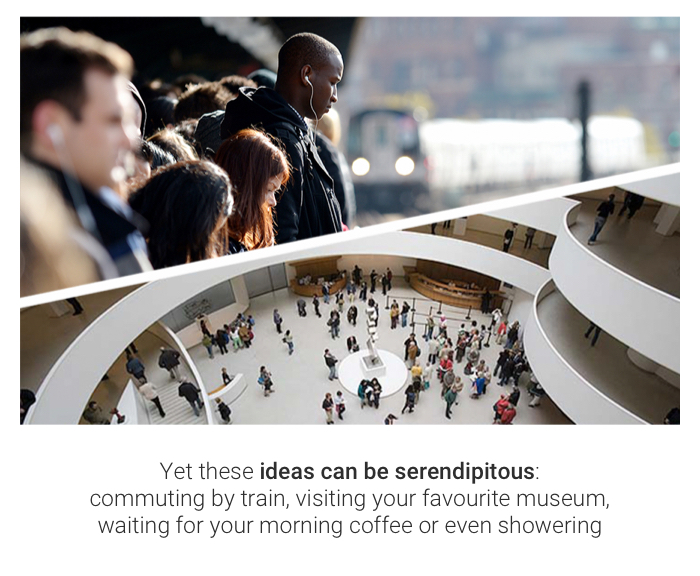 Yet these ideas can be serendipitous:
commuting by train, visiting your favourite museum,
waiting for your morning coffee or even showering